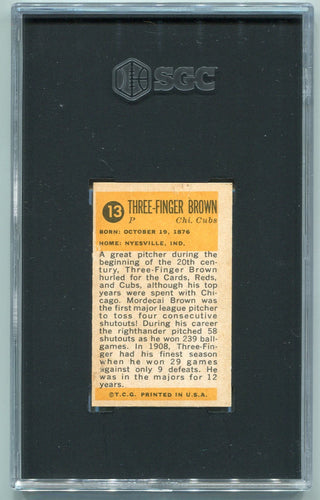 SGC
13 THREE-FINGER BROWN
P Chi. Cubs
BORN: OCTOBER 19, 1876
HOME: NYESVILLE, IND.
A great pitcher during the
beginning of the 20th cen-
tury, Three-Finger Brown
hurled for the Cards, Reds,
and Cubs, although his top
years were spent with Chi-
cago. Mordecai Brown was
the first major league pitcher
to toss four consecutive
shutouts! During his career
the righthander pitched 58
shutouts as he won 239 ball-
games. In 1908, Three-Fin-
ger had his finest season
when he won 29 games
against only 9 defeats. He
was in the majors for 12
years.
©T.C.G. PRINTED IN U.S.A.